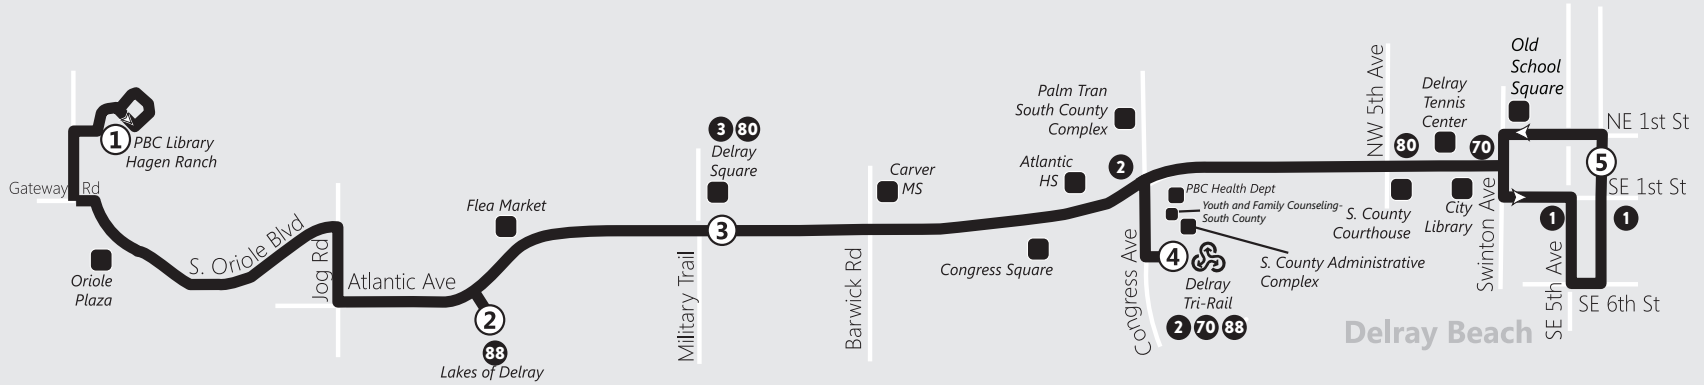 1
PBC Library
Hagen Ranch
Gateway Rd
Oriole
Plaza
S. Oriole Blvd
Jog Rd
Atlantic Ave
Flea Market
2
88
Lakes of Delray
3 80
Delray
Square
3
Military Trail
Carver
MS
Barwick Rd
Palm Tran
South County
Complex
Atlantic
HS
2
Congress Square
Congress Ave
PBC Health Dept
Youth and Family Counseling-
South County
S. County Administrative
Complex
4
Delray
Tri-Rail
2 70 88
NW 5th Ave
80
S. County
Courthouse
Delray
Tennis
Center
70
City
Library
Swinton Ave
Old
School
Square
NE 1st St
5
SE 1st St
1
1
SE 5th Ave
SE 6th St
Delray Beach